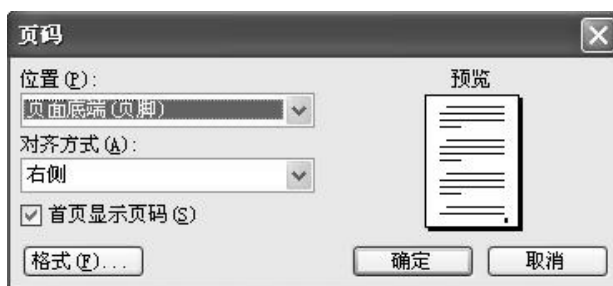 页码
位置(P):
预览
页面底端(页脚)
对齐方式(A):
右侧
首页显示页码(S)
格式(F)...
确定
取消